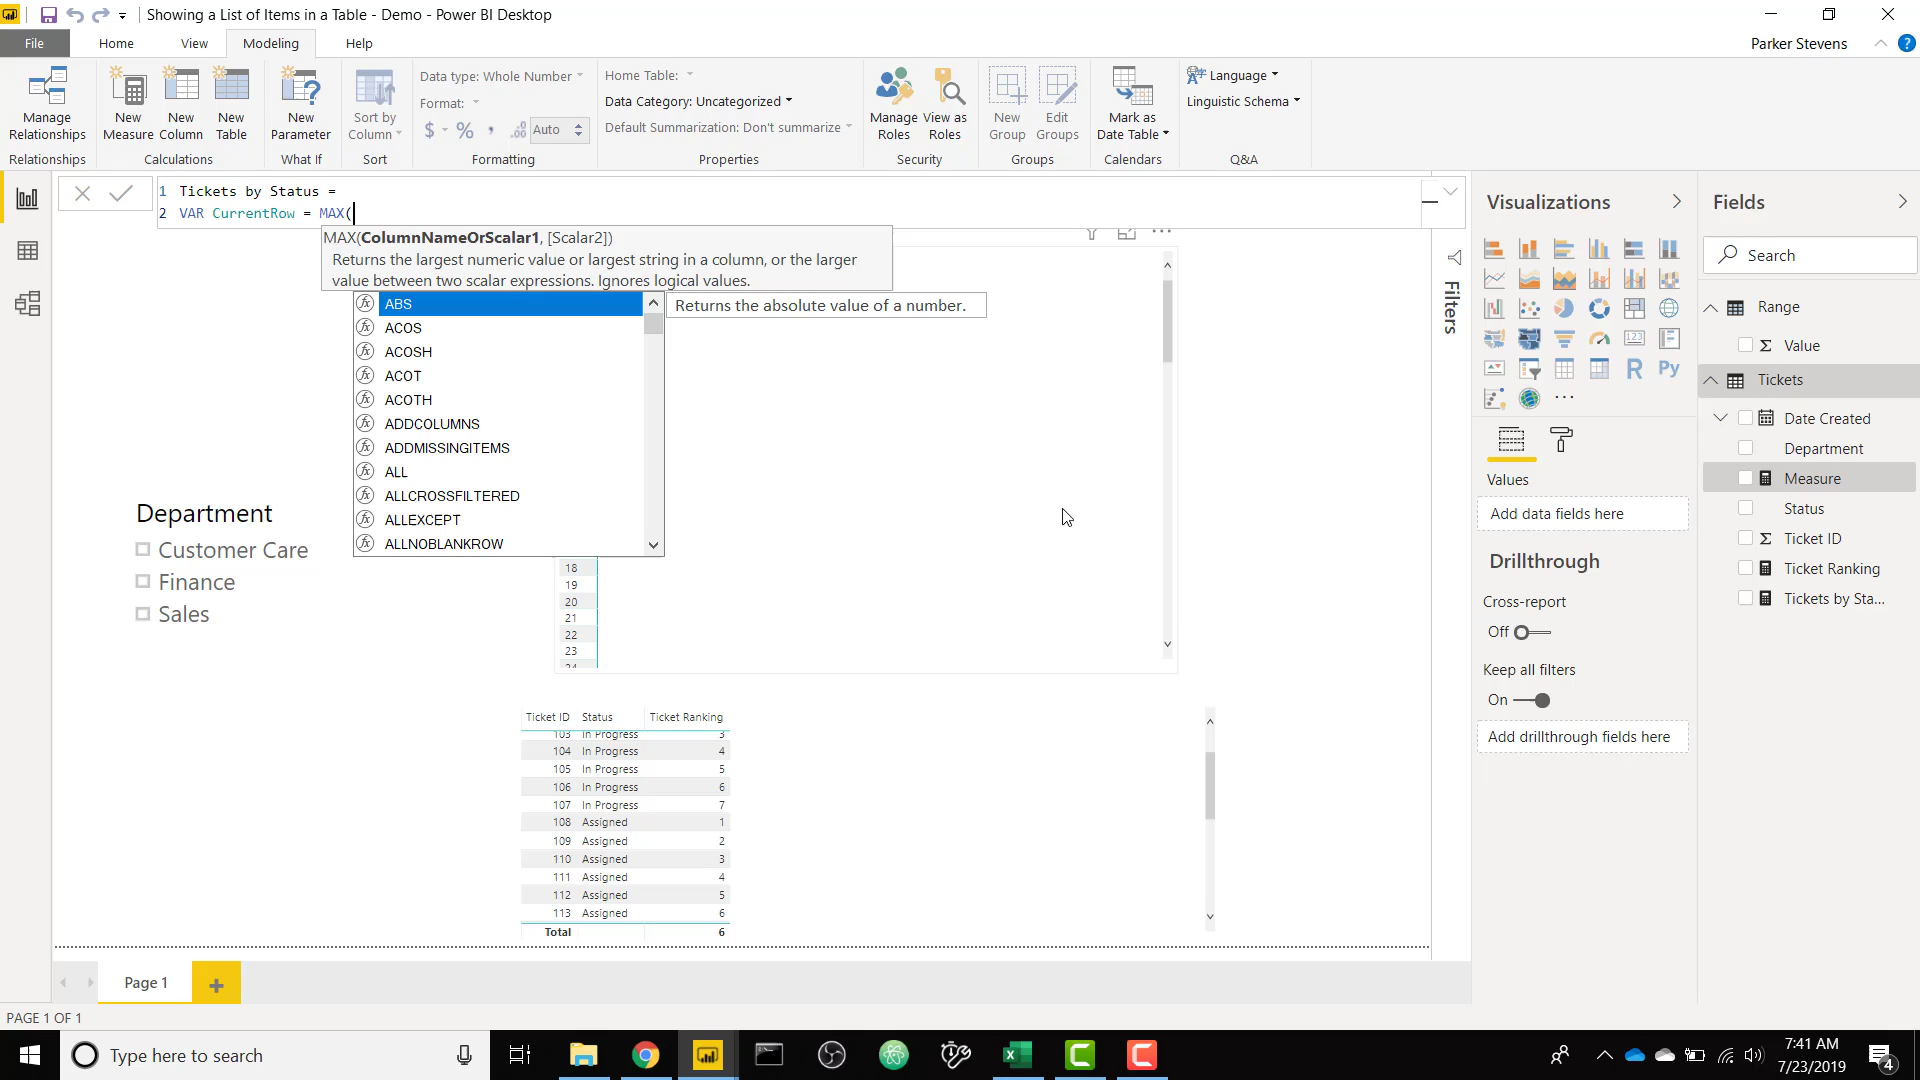 Showing a List of Items in a Table - Demo - Power BI Desktop
File Home View Modeling Help Parker Stevens
Manage Relationships
New Measure
New Column
New Table
New Parameter
Sort by Column
Data type: Whole Number
Format:
$ % , .00 Auto
Home Table:
Data Category: Uncategorized
Default Summarization: Don't summarize
Manage Roles
View as Roles
New Group
Edit Groups
Mark as Date Table
Language
Linguistic Schema
Relationships Calculations What If Sort Formatting Properties Security Groups Calendars Q&A
1 Tickets by Status =
2 VAR CurrentRow = MAX(
MAX(ColumnNameOrScalar1, [Scalar2])
Returns the largest numeric value or largest string in a column, or the larger
value between two scalar expressions. Ignores logical values.
ABS
Returns the absolute value of a number.
ACOS
ACOSH
ACOT
ACOTH
ADDCOLUMNS
ADDMISSINGITEMS
ALL
ALLCROSSFILTERED
ALLEXCEPT
ALLNOBLANKROW
Department
Customer Care
Finance
Sales
18
19
20
21
22
23
24
Ticket ID Status Ticket Ranking
103 In Progress 3
104 In Progress 4
105 In Progress 5
106 In Progress 6
107 In Progress 7
108 Assigned 1
109 Assigned 2
110 Assigned 3
111 Assigned 4
112 Assigned 5
113 Assigned 6
Total 6
Filters
Visualizations
R Py
123
Values
Add data fields here
Drillthrough
Cross-report
Off
Keep all filters
On
Add drillthrough fields here
Fields
Search
Range
Value
Tickets
Date Created
Department
Measure
Status
Ticket ID
Ticket Ranking
Tickets by Sta...
Page 1
PAGE 1 OF 1
Type here to search
7:41 AM
7/23/2019
4